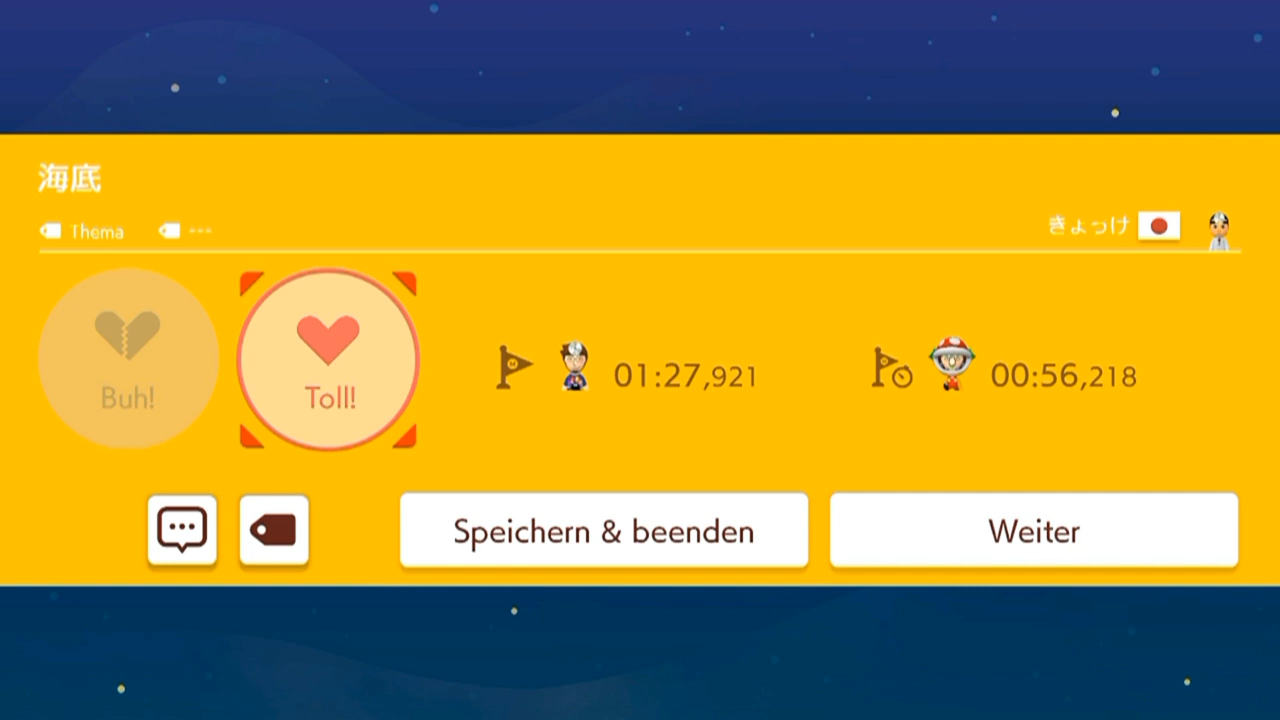 海底
Thema ---
きょっけ
Buh!
Toll!
01:27,921
00:56,218
Speichern & beenden
Weiter